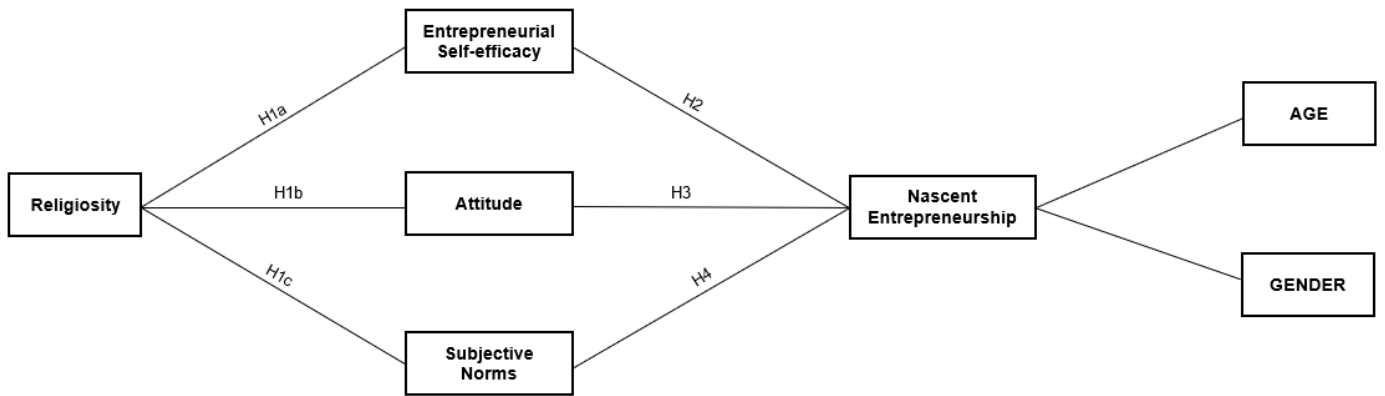 Entrepreneurial
Self-efficacy
H1a
H2
AGE
Religiosity
H1b
Attitude
H3
Nascent
Entrepreneurship
H1c
H4
GENDER
Subjective
Norms